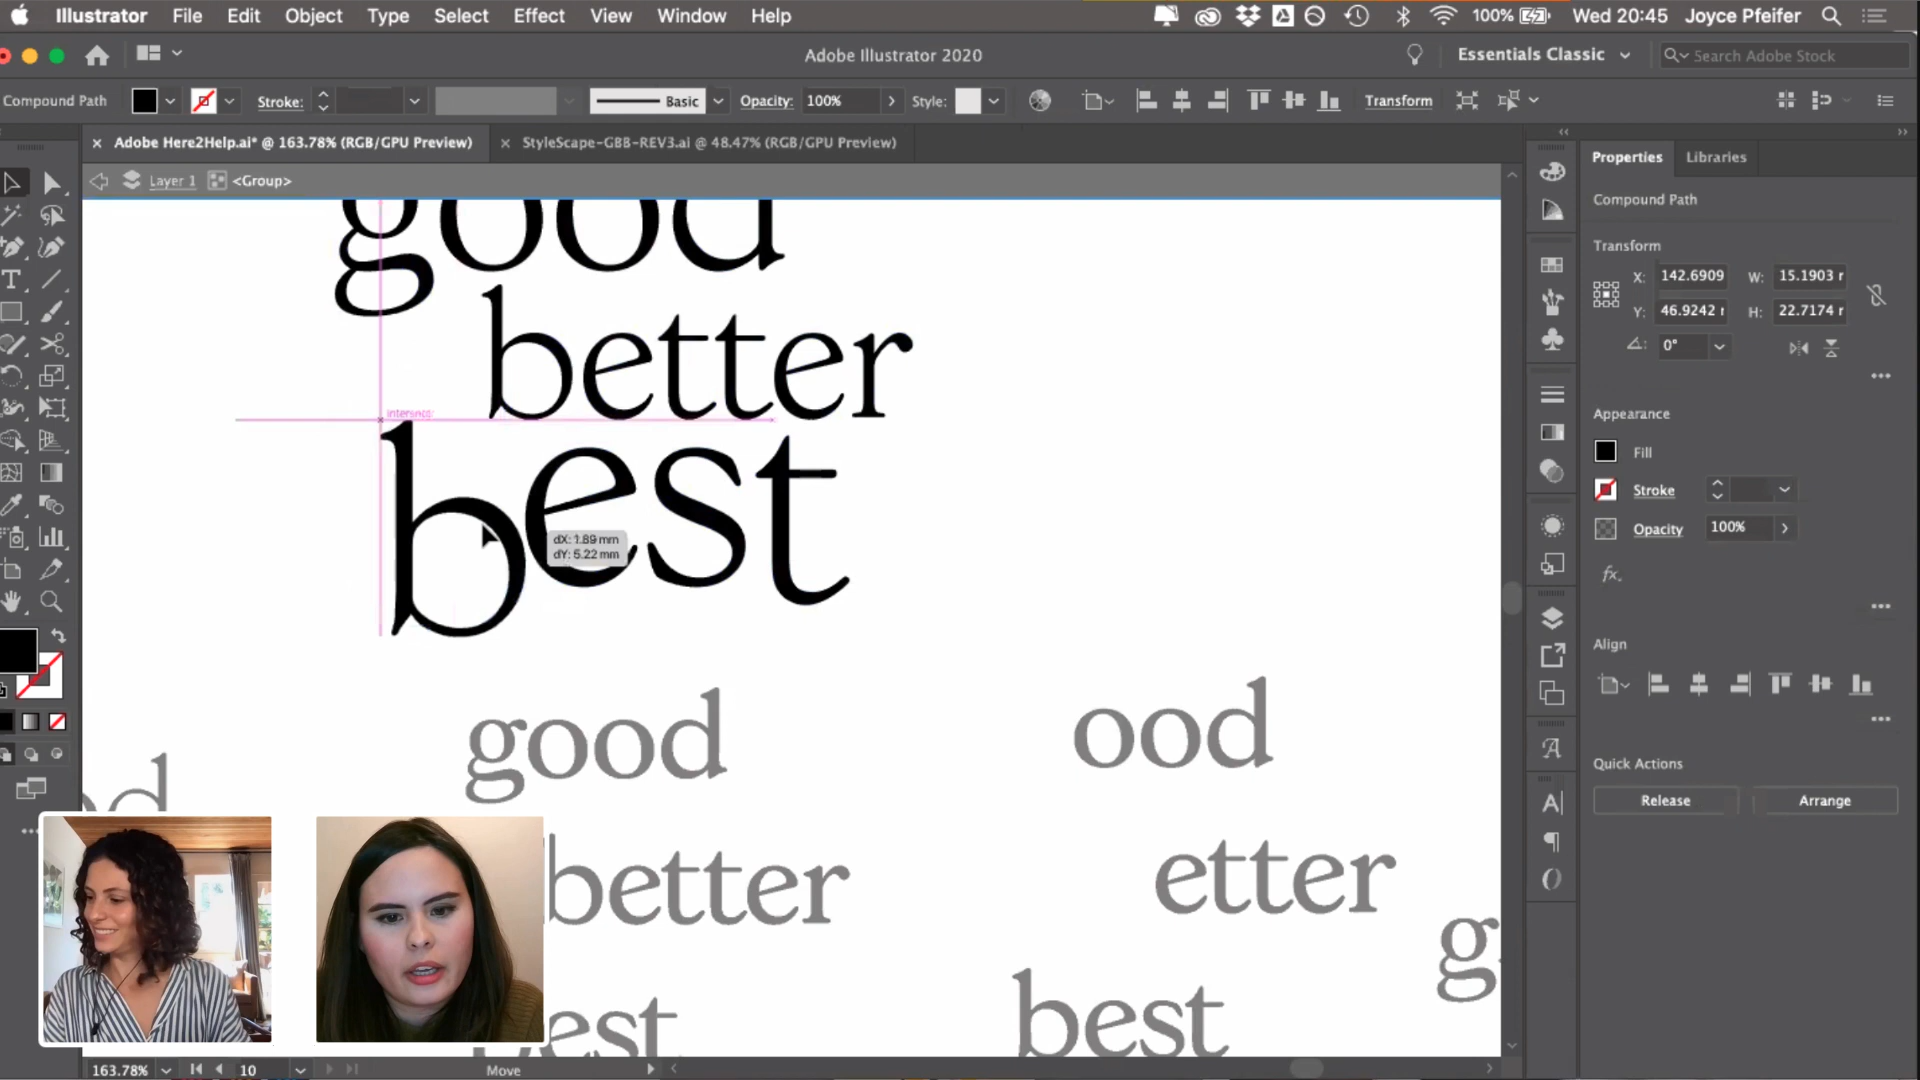 Illustrator File Edit Object Type Select Effect View Window Help 100% Wed 20:45 Joyce Pfeifer
Adobe Illustrator 2020 Essentials Classic Search Adobe Stock
Compound Path Stroke: Basic Opacity: 100% Style: Transform
Adobe Here2Help.ai* @ 163.78% (RGB/GPU Preview) StyleScape-GBB-REV3.ai @ 48.47% (RGB/GPU Preview)
Layer 1 <Group>
Properties Libraries
Compound Path
Transform
X: 142.6909 W: 15.1903 r
Y: 46.9242 r H: 22.7174 r
0°
Appearance
Fill
Stroke
Opacity 100%
fx.
Align
Quick Actions
Release Arrange
good
better
intersect
best
dX: 1.89 mm
dY: 5.22 mm
good
ood
od
better
etter
g
est
best
163.78% 10 Move